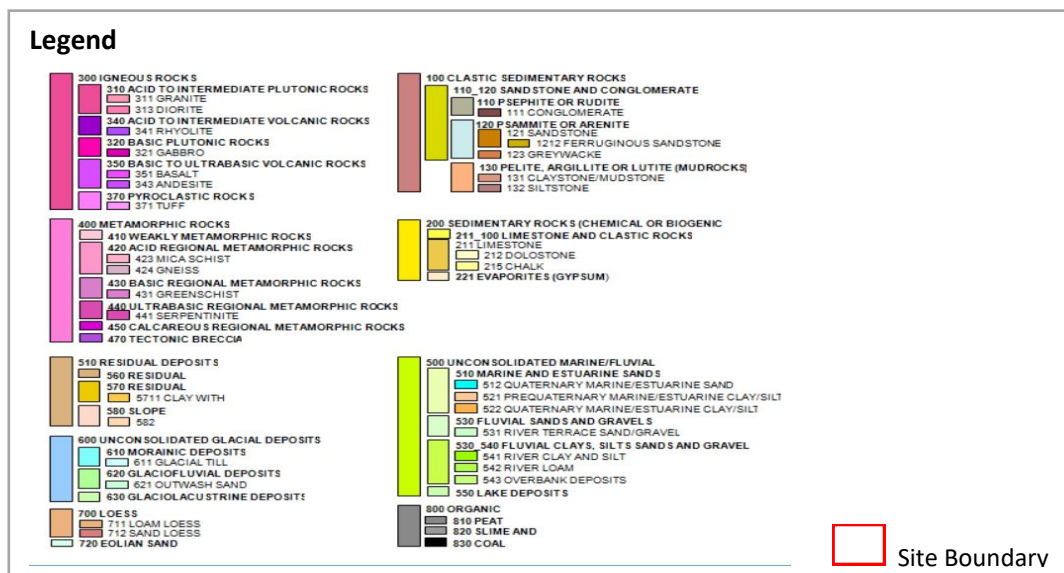 Legend
300 IGNEOUS ROCKS
310 ACID TO INTERMEDIATE PLUTONIC ROCKS
311 GRANITE
313 DIORITE
340 ACID TO INTERMEDIATE VOLCANIC ROCKS
341 RHYOLITE
320 BASIC PLUTONIC ROCKS
321 GABBRO
350 BASIC TO ULTRABASIC VOLCANIC ROCKS
351 BASALT
343 ANDESITE
370 PYROCLASTIC ROCKS
371 TUFF
400 METAMORPHIC ROCKS
410 WEAKLY METAMORPHIC ROCKS
420 ACID REGIONAL METAMORPHIC ROCKS
423 MICA SCHIST
424 GNEISS
430 BASIC REGIONAL METAMORPHIC ROCKS
431 GREENSCHIST
440 ULTRABASIC REGIONAL METAMORPHIC ROCKS
441 SERPENTINITE
450 CALCAREOUS REGIONAL METAMORPHIC ROCKS
470 TECTONIC BRECCIA
510 RESIDUAL DEPOSITS
560 RESIDUAL
570 RESIDUAL
5711 CLAY WITH
580 SLOPE
582
600 UNCONSOLIDATED GLACIAL DEPOSITS
610 MORAINIC DEPOSITS
611 GLACIAL TILL
620 GLACIOFLUVIAL DEPOSITS
621 OUTWASH SAND
630 GLACIOLACUSTRINE DEPOSITS
700 LOESS
711 LOAM LOESS
712 SAND LOESS
720 EOLIAN SAND
100 CLASTIC SEDIMENTARY ROCKS
110_120 SANDSTONE AND CONGLOMERATE
110 PSEPHITE OR RUDITE
111 CONGLOMERATE
120 PSAMMITE OR ARENITE
121 SANDSTONE
1212 FERRUGINOUS SANDSTONE
123 GREYWACKE
130 PELITE, ARGILLITE OR LUTITE (MUDROCKS)
131 CLAYSTONE/MUDSTONE
132 SILTSTONE
200 SEDIMENTARY ROCKS (CHEMICAL OR BIOGENIC
211_100 LIMESTONE AND CLASTIC ROCKS
211 LIMESTONE
212 DOLOSTONE
215 CHALK
221 EVAPORITES (GYPSUM)
500 UNCONSOLIDATED MARINE/FLUVIAL
510 MARINE AND ESTUARINE SANDS
512 QUATERNARY MARINE/ESTUARINE SAND
521 PREQUATERNARY MARINE/ESTUARINE CLAY/SILT
522 QUATERNARY MARINE/ESTUARINE CLAY/SILT
530 FLUVIAL SANDS AND GRAVELS
531 RIVER TERRACE SAND/GRAVEL
530_540 FLUVIAL CLAYS, SILTS SANDS AND GRAVEL
541 RIVER CLAY AND SILT
542 RIVER LOAM
543 OVERBANK DEPOSITS
550 LAKE DEPOSITS
800 ORGANIC
810 PEAT
820 SLIME AND
830 COAL
Site Boundary